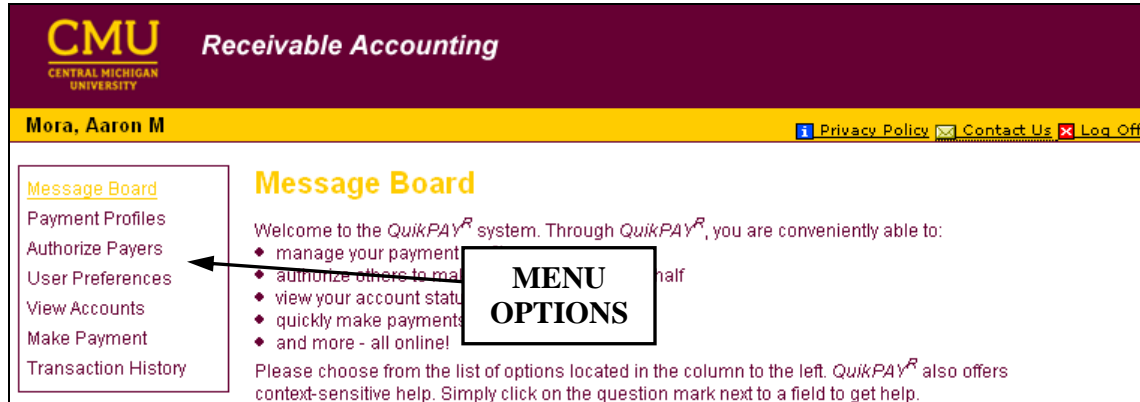 CMU
CENTRAL MICHIGAN
UNIVERSITY
Receivable Accounting
Mora, Aaron M
Privacy Policy Contact Us Log Off
Message Board
Payment Profiles
Authorize Payers
User Preferences
View Accounts
Make Payment
Transaction History
Message Board
Welcome to the QuikPAYR system. Through QuikPAYR, you are conveniently able to:
manage your payment
authorize others to half
view your account
quickly make payments
and more - all online!
MENU
OPTIONS
Please choose from the list of options located in the column to the left. QuikPAYR also offers
context-sensitive help. Simply click on the question mark next to a field to get help.